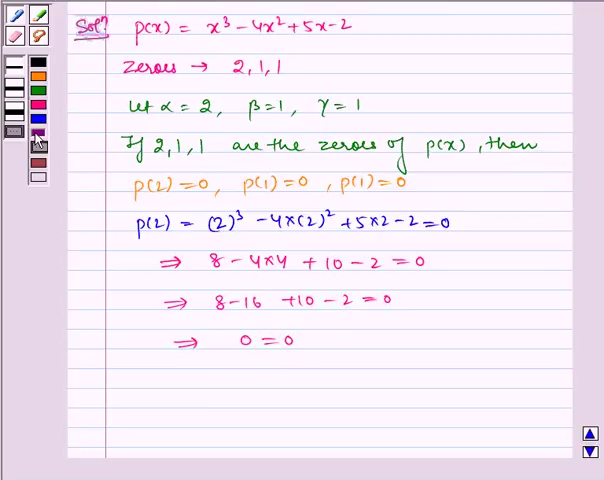 Solⁿ. p(x) = x³ - 4x² + 5x - 2
Zeroes → 2, 1, 1
Let α = 2, β = 1, γ = 1
If 2, 1, 1 are the zeroes of p(x), then
p(2) = 0, p(1) = 0, p(1) = 0
p(2) = (2)³ - 4×(2)² + 5×2 - 2 = 0
⇒ 8 - 4×4 + 10 - 2 = 0
⇒ 8 - 16 + 10 - 2 = 0
⇒ 0 = 0